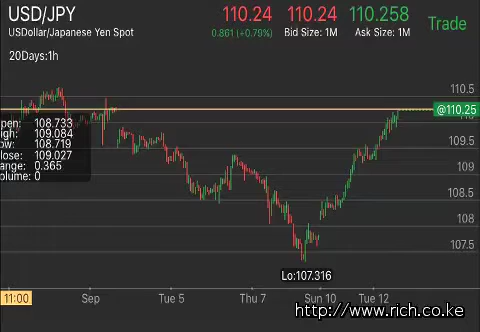 USD/JPY
110.24 110.24 110.258 Trade
USDollar/Japanese Yen Spot
0.861 (+0.79%) Bid Size: 1M Ask Size: 1M
20Days:1h
110.5
@110.25
110
pen: 108.733
igh: 109.084
ow: 108.719
lose: 109.027
ange: 0.365
olume: 0
109.5
109
108.5
108
107.5
Lo:107.316
11:00 Sep Tue 5 Thu 7 Sun 10 Tue 12
http://www.rich.co.ke